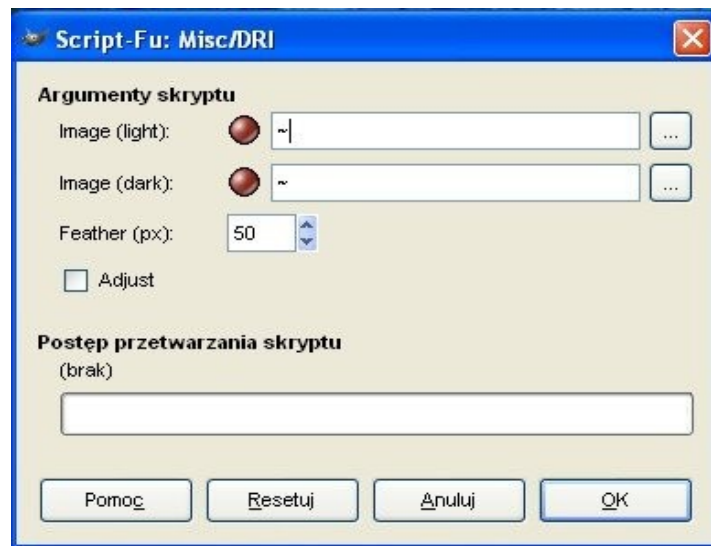 Script-Fu: Misc/DRI
Argumenty skryptu
Image (light): ~ ...
Image (dark): ~ ...
Feather (px): 50
Adjust
Postęp przetwarzania skryptu
(brak)
Pomoc Resetuj Anuluj OK